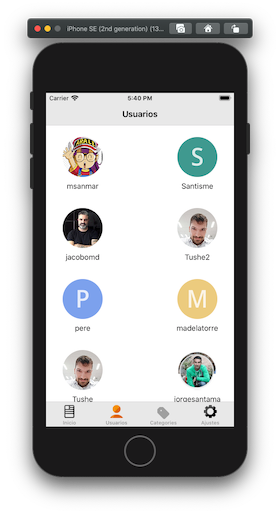 iPhone SE (2nd generation) (13...
Carrier 5:40 PM
Usuarios
msanmar
S
Santisme
jacobomd
Tushe2
P
pere
M
madelatorre
Tushe
jorgesantama
Inicio Usuarios Categories Ajustes